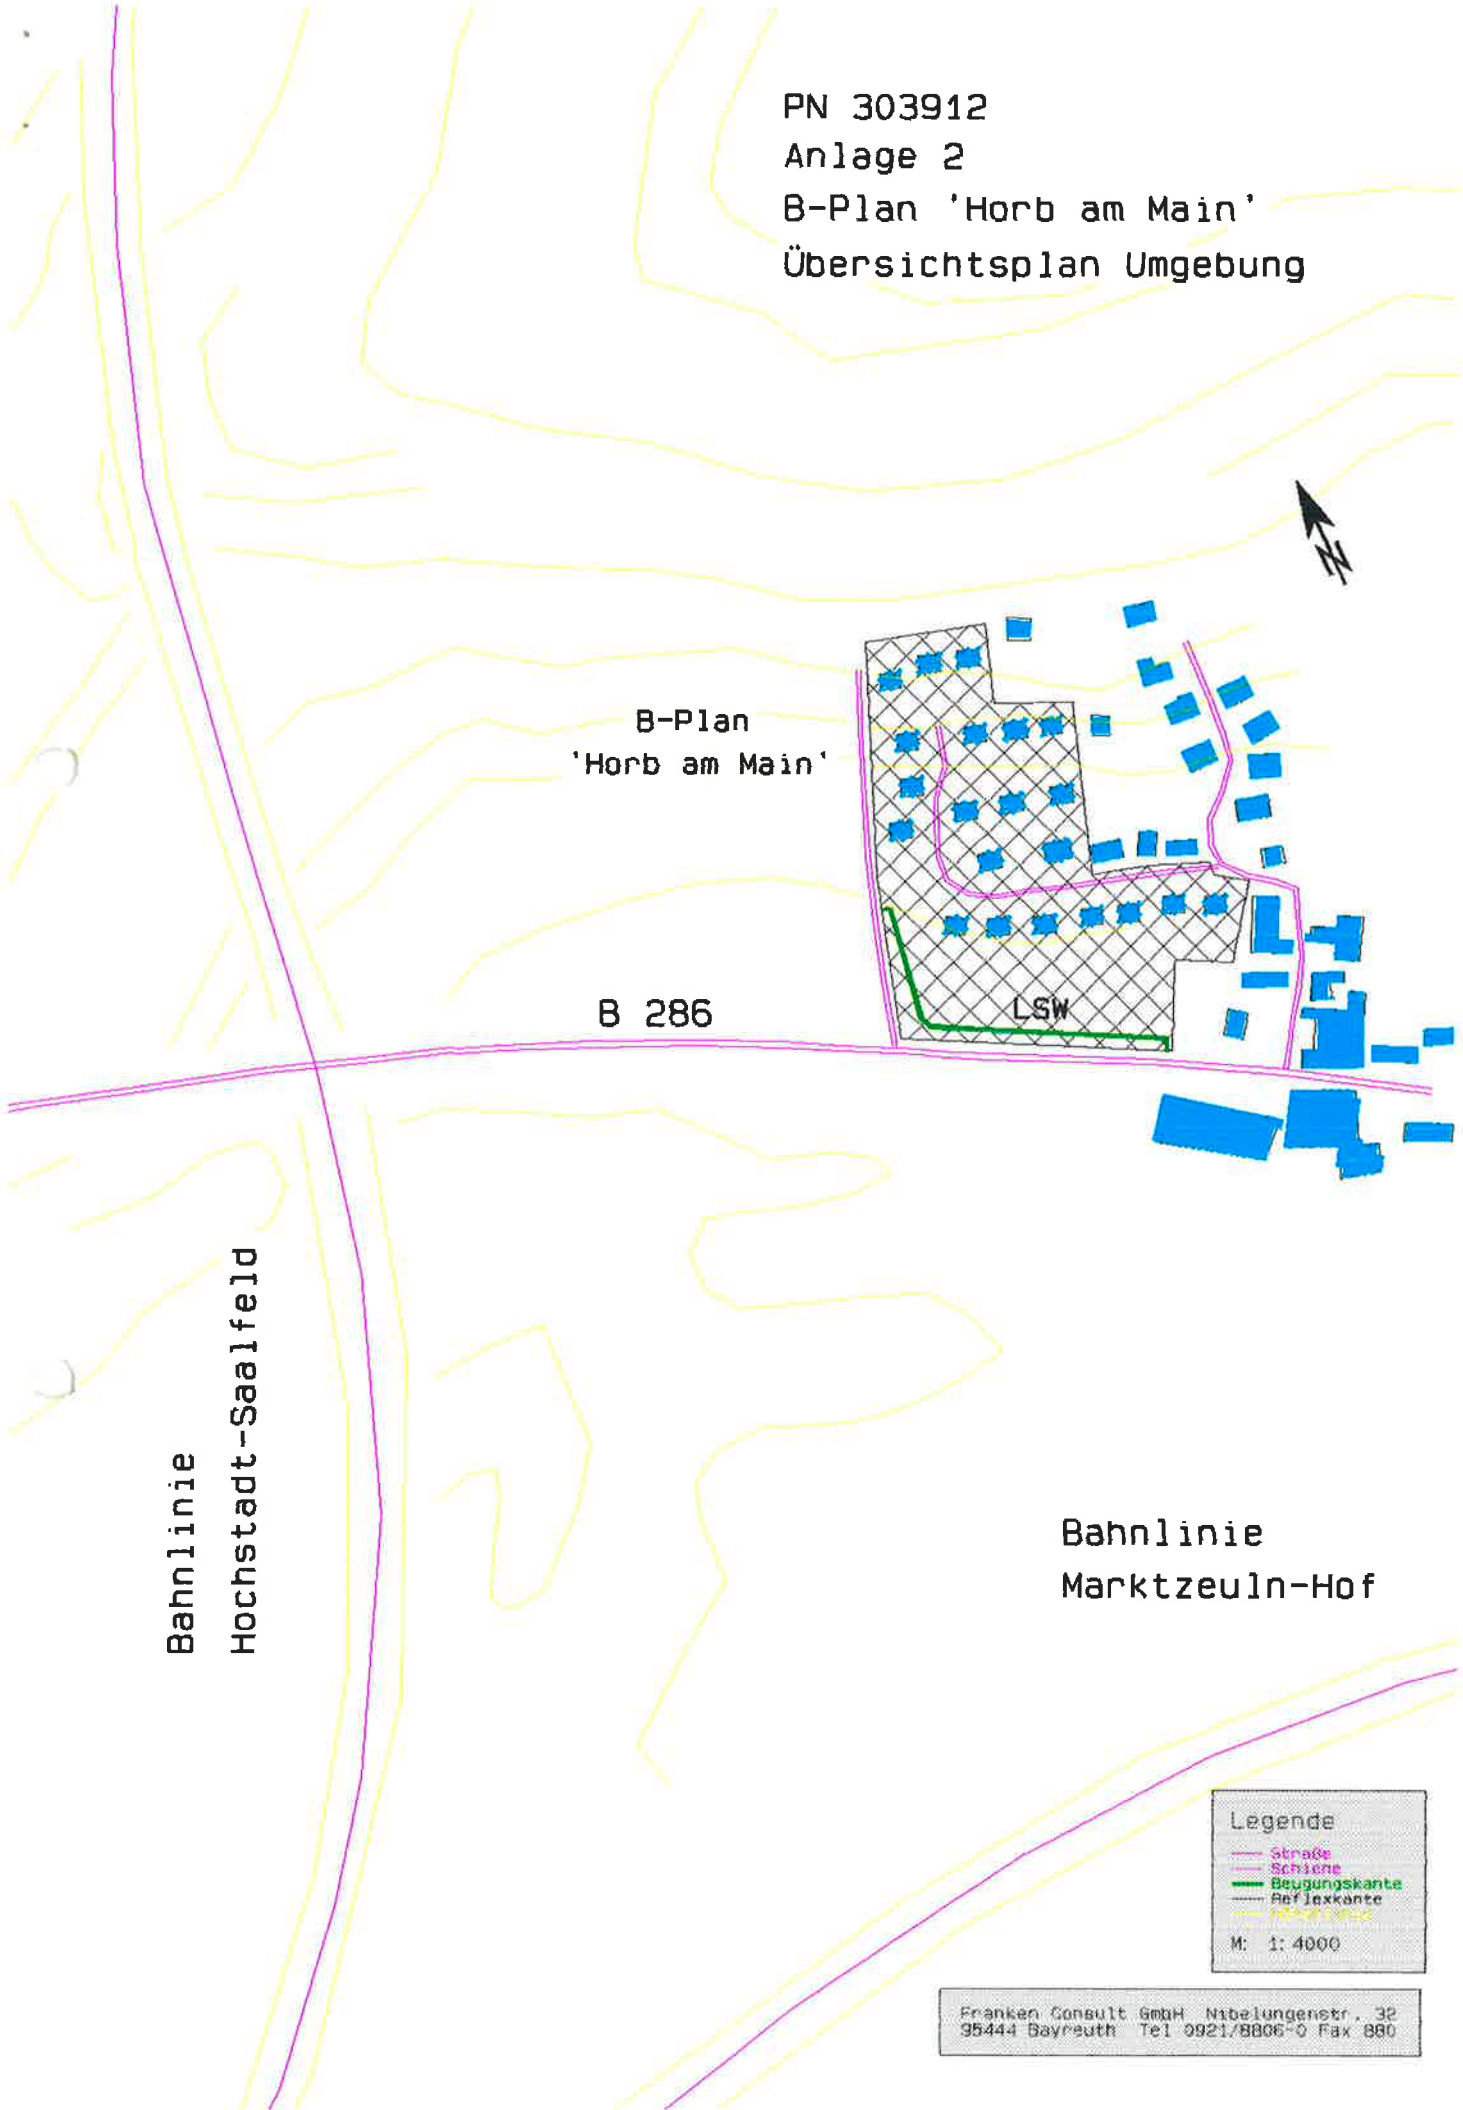 PN 303912
Anlage 2
B-Plan 'Horb am Main'
Übersichtsplan Umgebung
N
B-Plan
'Horb am Main'
B 286
LSW
Bahnlinie
Hochstadt-Saalfeld
Bahnlinie
Marktzeuln-Hof
Legende
Straße
Schiene
Beugungskante
Reflexkante
M: 1: 4000
Franken Consult GmbH Nibelungenstr. 32
95444 Bayreuth Tel 0921/8806-0 Fax 880